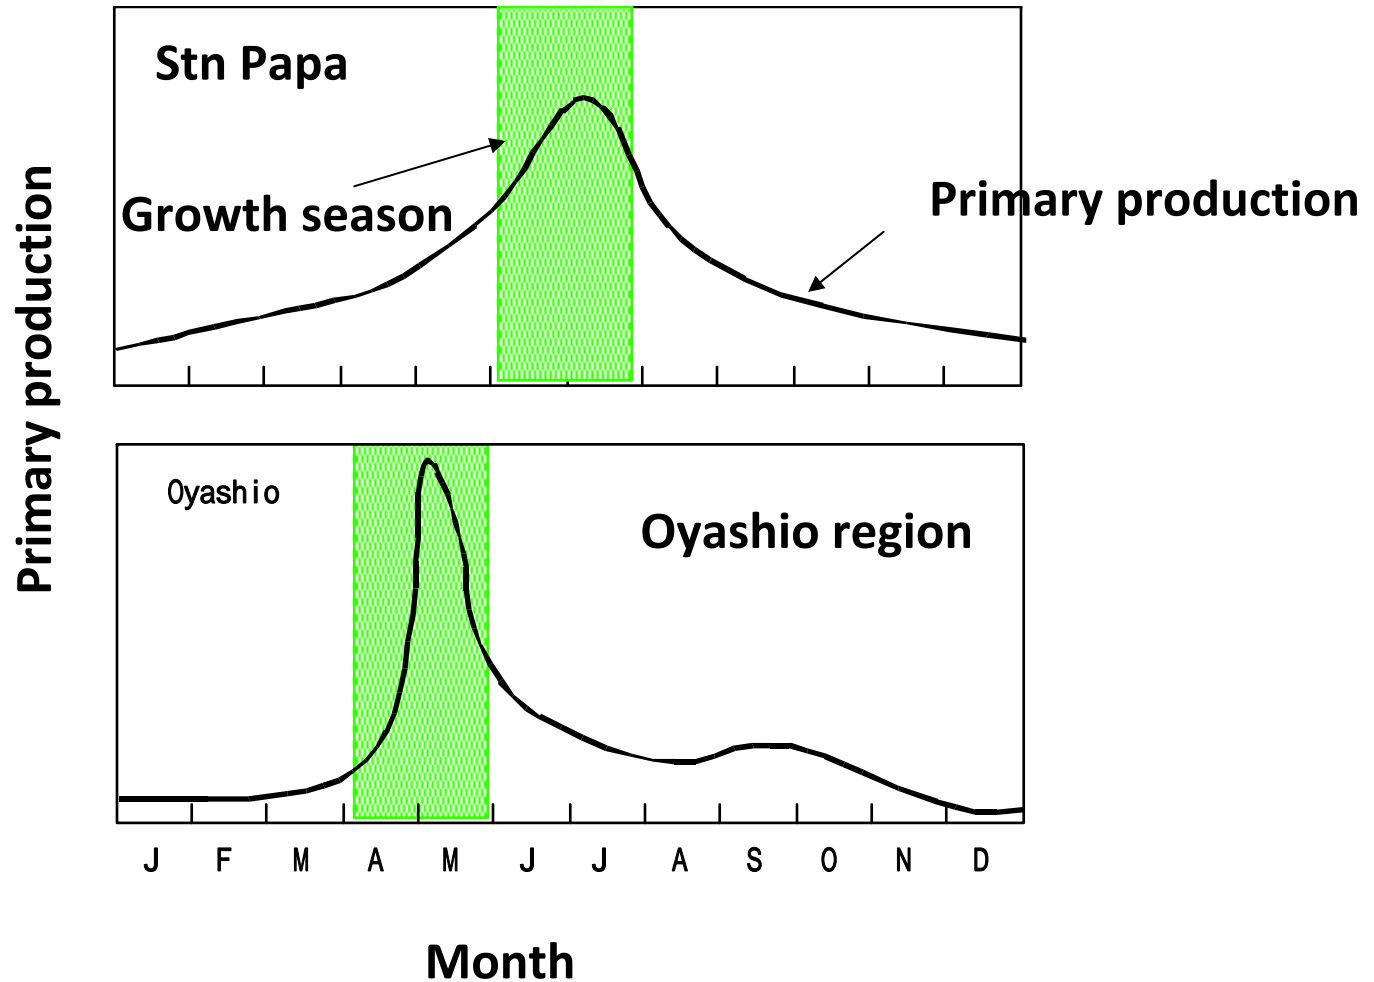 Stn Papa
Growth season
Primary production
Primary production
Oyashio
Oyashio region
J F M A M J J A S O N D
Month